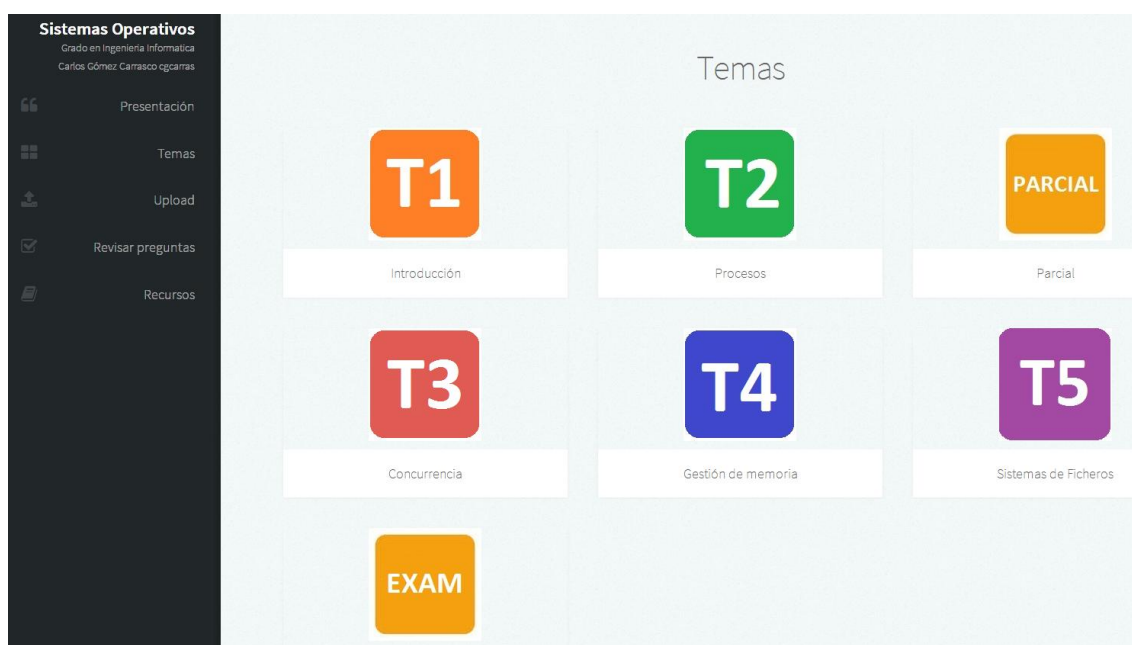 Sistemas Operativos
Grado en Ingeniería Informatica
Carlos Gómez Carrasco cgcarras
Presentación
Temas
Upload
Revisar preguntas
Recursos
Temas
T1
T2
PARCIAL
Introducción
Procesos
Parcial
T3
T4
T5
Concurrencia
Gestión de memoria
Sistemas de Ficheros
EXAM